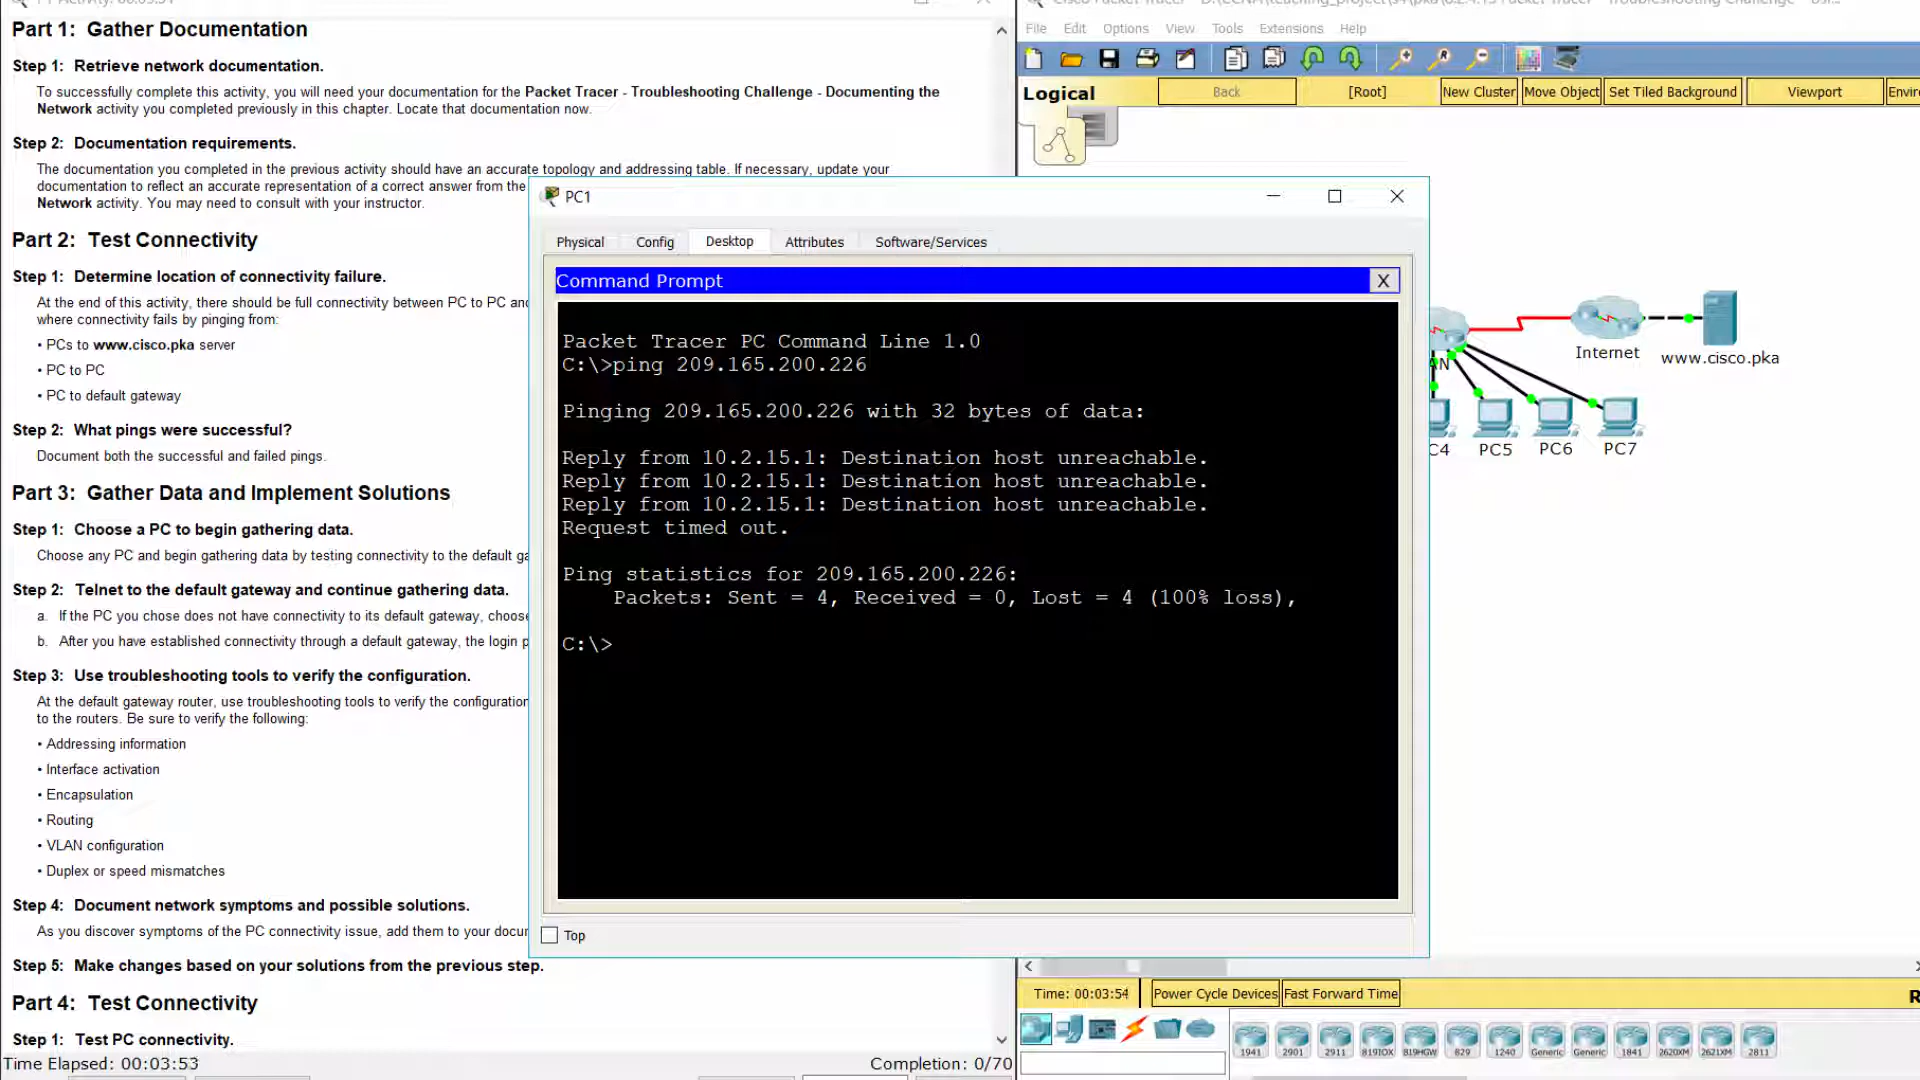 Part 1: Gather Documentation
Step 1: Retrieve network documentation.
To successfully complete this activity, you will need your documentation for the Packet Tracer - Troubleshooting Challenge - Documenting the
Network activity you completed previously in this chapter. Locate that documentation now.
Step 2: Documentation requirements.
The documentation you completed in the previous activity should have an accurate topology and addressing table. If necessary, update your
documentation to reflect an accurate representation of a correct answer from the
Network activity. You may need to consult with your instructor.
Part 2: Test Connectivity
Step 1: Determine location of connectivity failure.
At the end of this activity, there should be full connectivity between PC to PC and
where connectivity fails by pinging from:
• PCs to www.cisco.pka server
• PC to PC
• PC to default gateway
Step 2: What pings were successful?
Document both the successful and failed pings.
Part 3: Gather Data and Implement Solutions
Step 1: Choose a PC to begin gathering data.
Choose any PC and begin gathering data by testing connectivity to the default ga
Step 2: Telnet to the default gateway and continue gathering data.
a. If the PC you chose does not have connectivity to its default gateway, choose
b. After you have established connectivity through a default gateway, the login p
Step 3: Use troubleshooting tools to verify the configuration.
At the default gateway router, use troubleshooting tools to verify the configuration
to the routers. Be sure to verify the following:
• Addressing information
• Interface activation
• Encapsulation
• Routing
• VLAN configuration
• Duplex or speed mismatches
Step 4: Document network symptoms and possible solutions.
As you discover symptoms of the PC connectivity issue, add them to your docun
Step 5: Make changes based on your solutions from the previous step.
Part 4: Test Connectivity
Step 1: Test PC connectivity.
Time Elapsed: 00:03:53
Completion: 0/70
PC1
Physical Config Desktop Attributes Software/Services
Command Prompt X
Packet Tracer PC Command Line 1.0
C:\>ping 209.165.200.226
Pinging 209.165.200.226 with 32 bytes of data:
Reply from 10.2.15.1: Destination host unreachable.
Reply from 10.2.15.1: Destination host unreachable.
Reply from 10.2.15.1: Destination host unreachable.
Request timed out.
Ping statistics for 209.165.200.226:
Packets: Sent = 4, Received = 0, Lost = 4 (100% loss),
C:\>
Top
File Edit Options View Tools Extensions Help
Logical Back [Root] New Cluster Move Object Set Tiled Background Viewport Enviro
AN Internet www.cisco.pka
C4 PC5 PC6 PC7
Time: 00:03:54 Power Cycle Devices Fast Forward Time R
1941 2901 2911 819IOX 819HGW 829 1240 Generic Generic 1841 2620XM 2621XM 2811